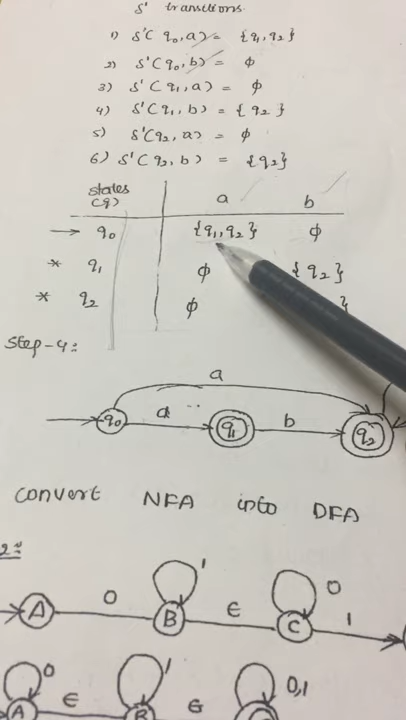 δ' transitions
1) δ'(q0,a) = {q1,q2}
2) δ'(q0,b) = ϕ
3) δ'(q1,a) = ϕ
4) δ'(q1,b) = {q2}
5) δ'(q2,a) = ϕ
6) δ'(q2,b) = {q2}
states (q) a b
→ q0 {q1,q2} ϕ
* q1 ϕ {q2}
* q2 ϕ }
Step-4:
a
q0 a q1 b q2
convert NFA into DFA
2:
1 0
A 0 B ϵ C 1
0 1 0,1
A ϵ B ϵ